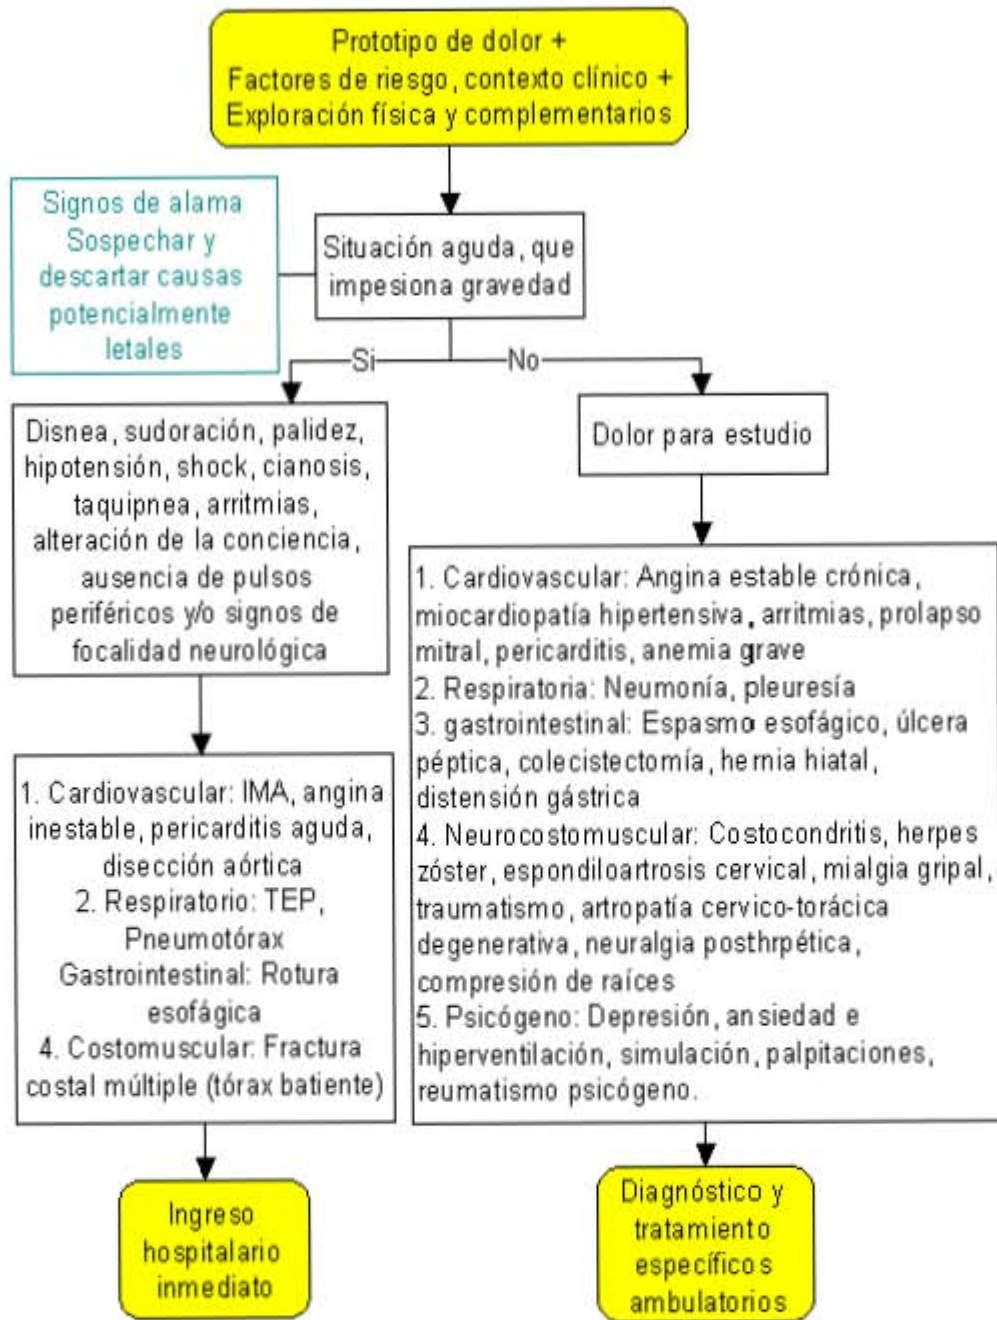 Prototipo de dolor +
Factores de riesgo, contexto clínico +
Exploración física y complementarios
Signos de alama
Sospechar y
descartar causas
potencialmente
letales
Situación aguda, que
impesiona gravedad
Si
No
Disnea, sudoración, palidez,
hipotensión, shock, cianosis,
taquipnea, arritmias,
alteración de la conciencia,
ausencia de pulsos
periféricos y/o signos de
focalidad neurológica
Dolor para estudio
1. Cardiovascular: IMA, angina
inestable, pericarditis aguda,
disección aórtica
2. Respiratorio: TEP,
Pneumotórax
Gastrointestinal: Rotura
esofágica
4. Costomuscular: Fractura
costal múltiple (tórax batiente)
1. Cardiovascular: Angina estable crónica,
miocardiopatía hipertensiva, arritmias, prolapso
mitral, pericarditis, anemia grave
2. Respiratoria: Neumonía, pleuresía
3. gastrointestinal: Espasmo esofágico, úlcera
péptica, colecistectomía, hernia hiatal,
distensión gástrica
4. Neurocostomuscular: Costocondritis, herpes
zóster, espondiloartrosis cervical, mialgia gripal,
traumatismo, artropatía cervico-torácica
degenerativa, neuralgia posthrpética,
compresión de raíces
5. Psicógeno: Depresión, ansiedad e
hiperventilación, simulación, palpitaciones,
reumatismo psicógeno.
Ingreso
hospitalario
inmediato
Diagnóstico y
tratamiento
específicos
ambulatorios